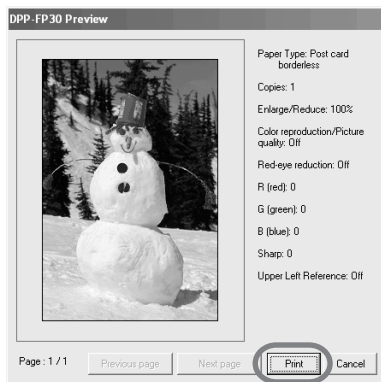 DPP-FP30 Preview
Paper Type: Post card
borderless
Copies: 1
Enlarge/Reduce: 100%
Color reproduction/Picture
quality: Off
Red-eye reduction: Off
R (red): 0
G (green): 0
B (blue): 0
Sharp: 0
Upper Left Reference: Off
Page : 1 / 1 Previous page Next page Print Cancel